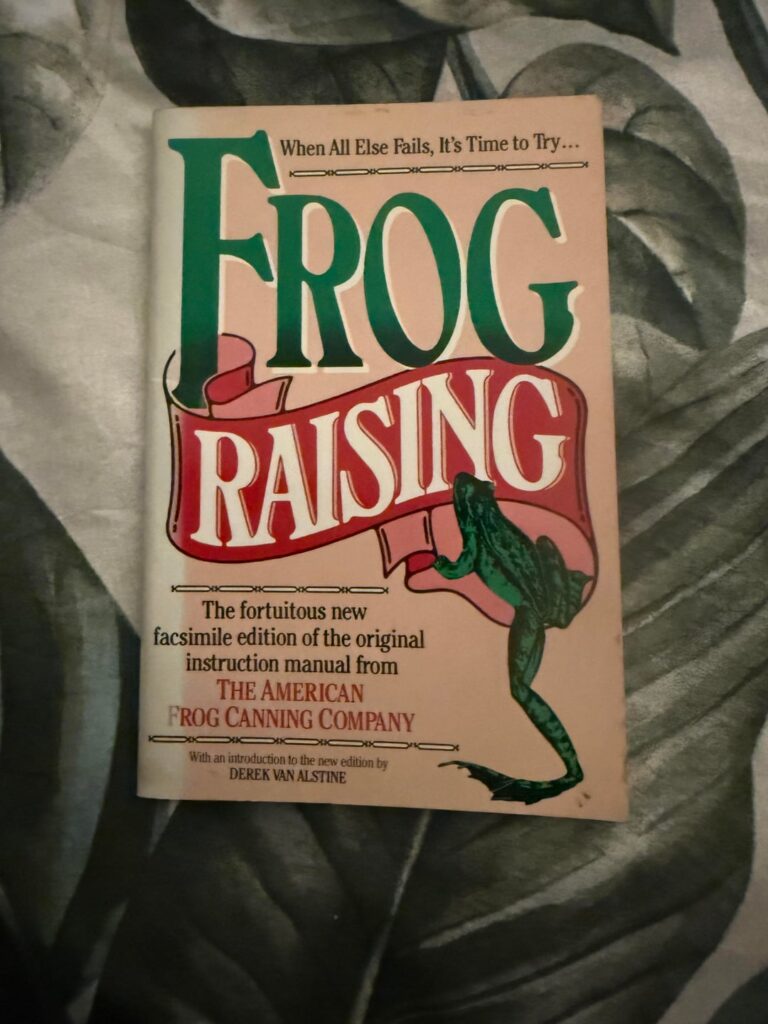 When All Else Fails, It's Time to Try...
FROG
RAISING
The fortuitous new
facsimile edition of the original
instruction manual from
THE AMERICAN
FROG CANNING COMPANY
With an introduction to the new edition by
DEREK VAN ALSTINE